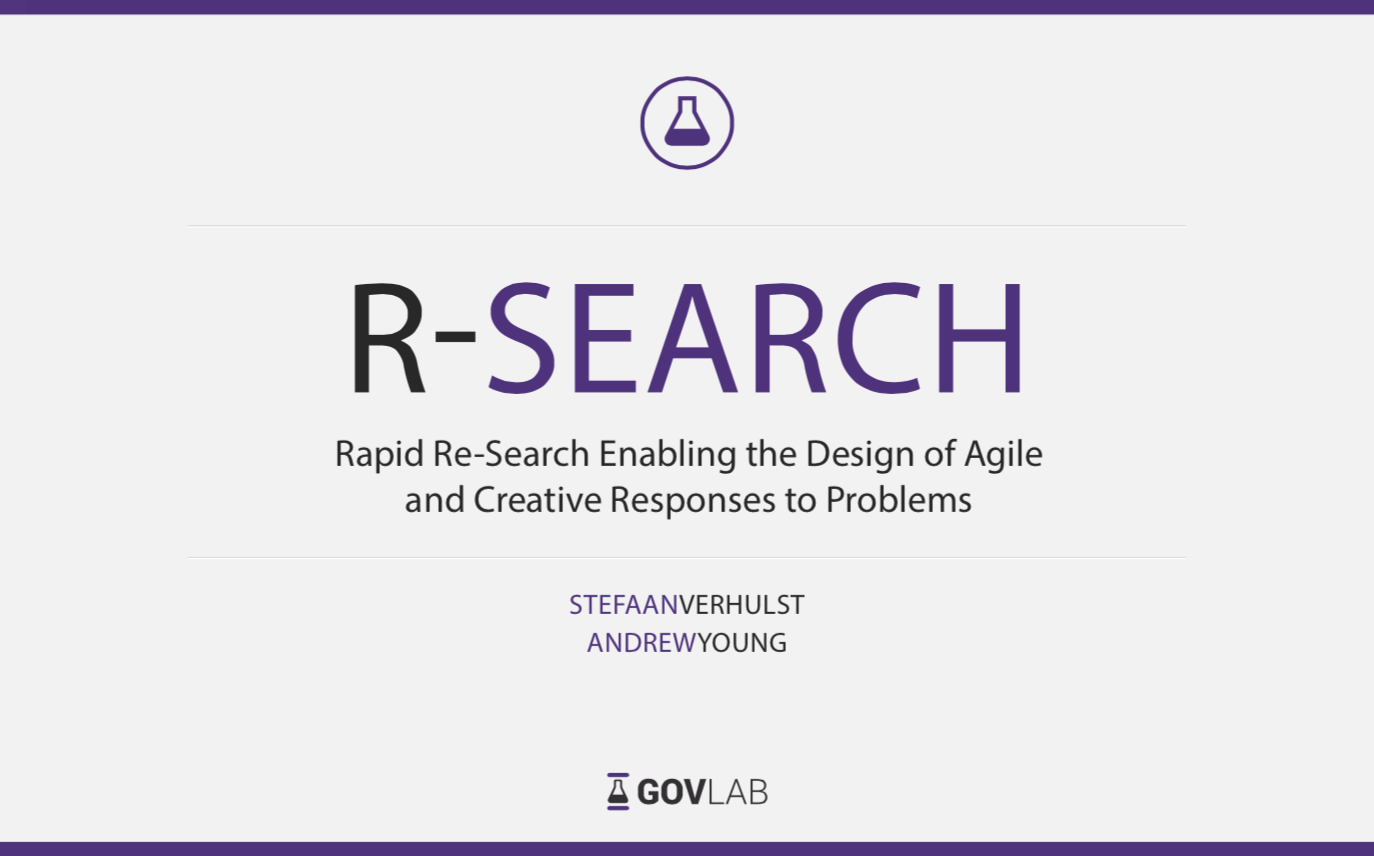 R-SEARCH
Rapid Re-Search Enabling the Design of Agile
and Creative Responses to Problems
STEFAANVERHULST
ANDREWYOUNG
GOVLAB